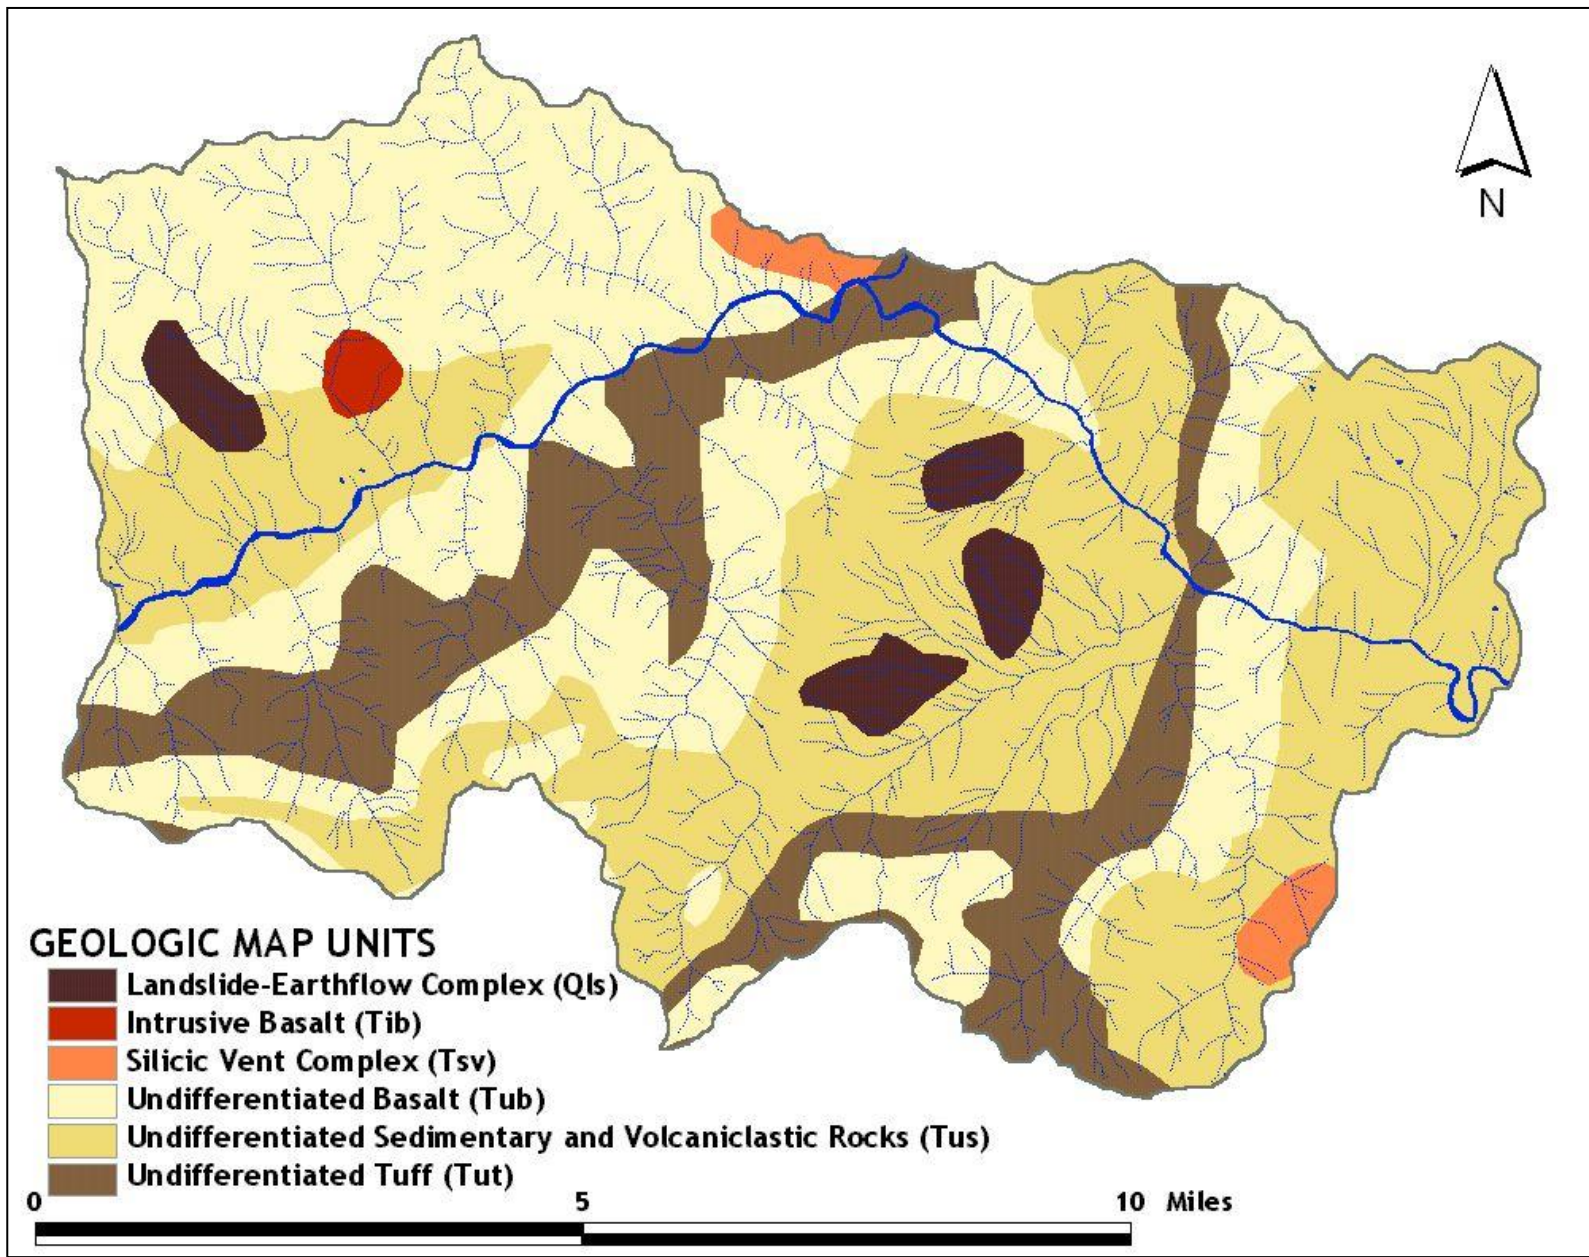 N
GEOLOGIC MAP UNITS
Landslide-Earthflow Complex (Qls)
Intrusive Basalt (Tib)
Silicic Vent Complex (Tsv)
Undifferentiated Basalt (Tub)
Undifferentiated Sedimentary and Volcaniclastic Rocks (Tus)
Undifferentiated Tuff (Tut)
0 5 10 Miles